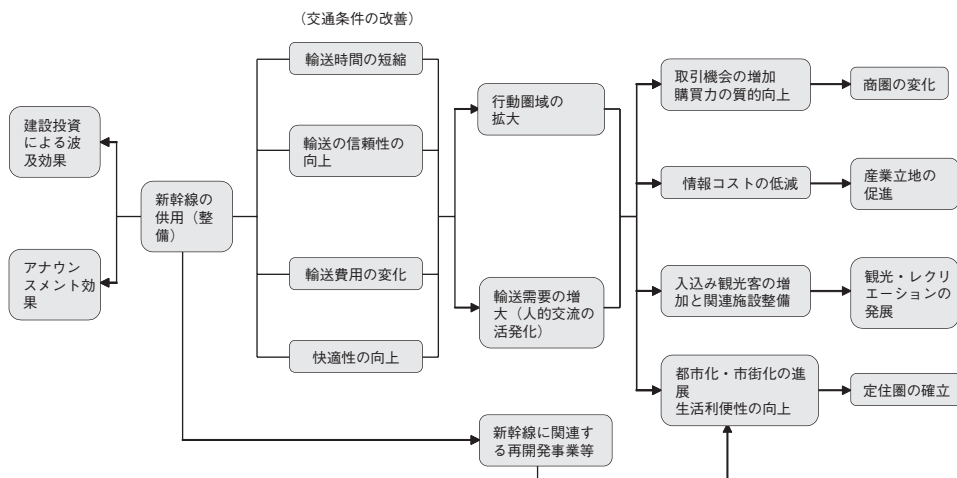 （交通条件の改善）
輸送時間の短縮
輸送の信頼性の
向上
輸送費用の変化
快適性の向上
建設投資
による波
及効果
アナウン
スメント効
果
新幹線の
供用（整
備）
行動圏域の
拡大
輸送需要の増
大（人的交流の
活発化）
新幹線に関連す
る再開発事業等
取引機会の増加
購買力の質的向上
情報コストの低減
入込み観光客の増
加と関連施設整備
都市化・市街化の進
展
生活利便性の向上
商圏の変化
産業立地の
促進
観光・レクリ
エーションの
発展
定住圏の確立